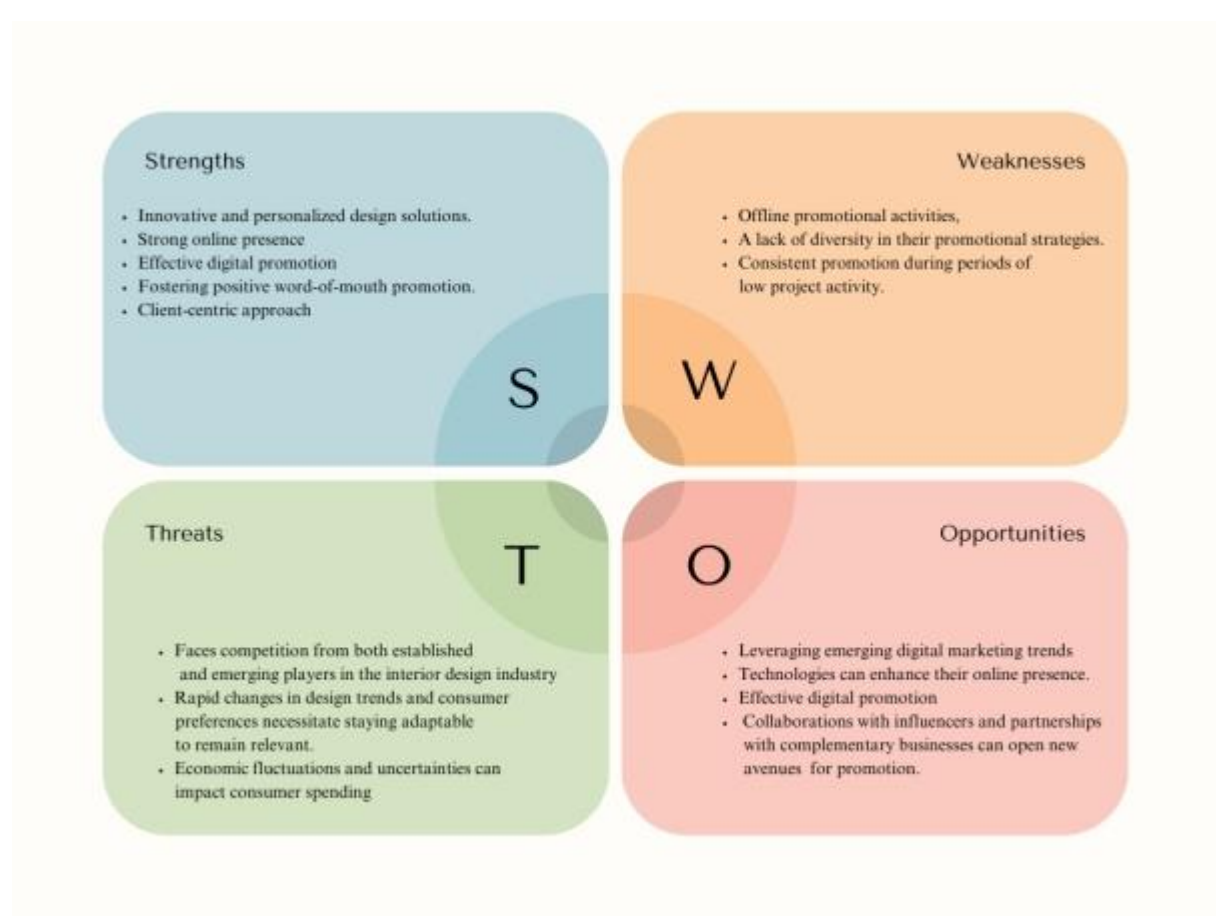 Strengths
• Innovative and personalized design solutions.
• Strong online presence
• Effective digital promotion
• Fostering positive word-of-mouth promotion.
• Client-centric approach
S
Weaknesses
• Offline promotional activities,
• A lack of diversity in their promotional strategies.
• Consistent promotion during periods of
low project activity.
W
Threats
T
• Faces competition from both established
and emerging players in the interior design industry
• Rapid changes in design trends and consumer
preferences necessitate staying adaptable
to remain relevant.
• Economic fluctuations and uncertainties can
impact consumer spending
Opportunities
O
• Leveraging emerging digital marketing trends
• Technologies can enhance their online presence.
• Effective digital promotion
• Collaborations with influencers and partnerships
with complementary businesses can open new
avenues for promotion.